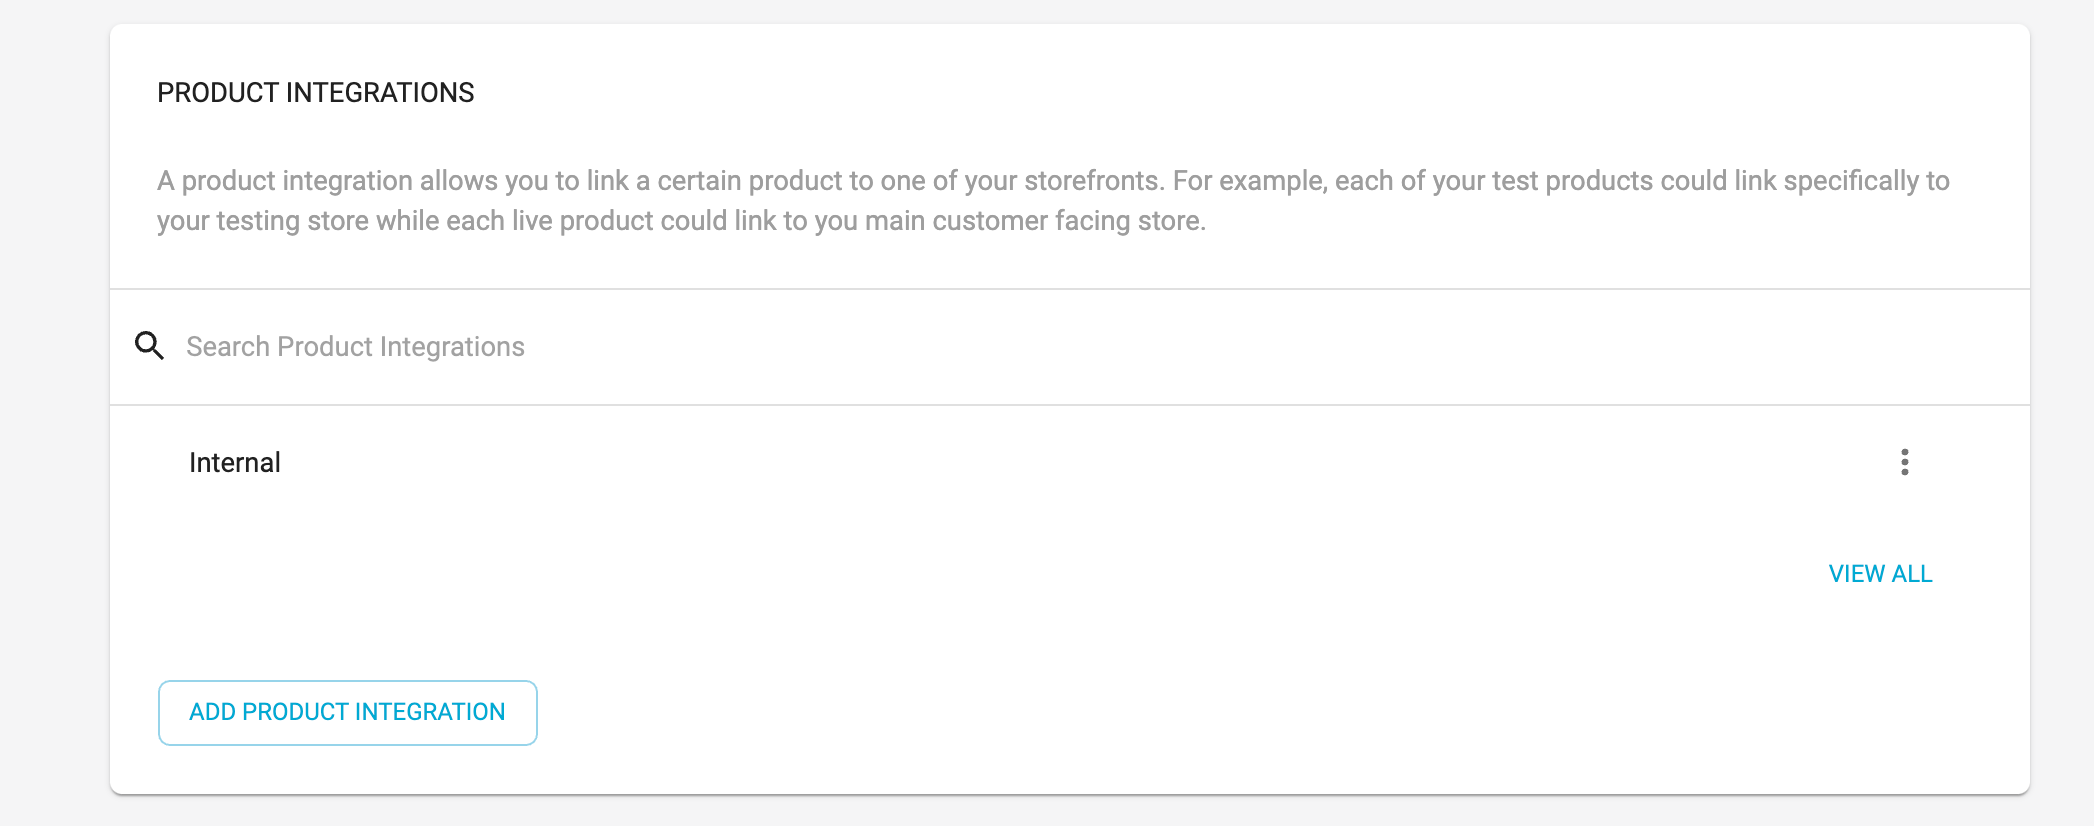 PRODUCT INTEGRATIONS
A product integration allows you to link a certain product to one of your storefronts. For example, each of your test products could link specifically to
your testing store while each live product could link to you main customer facing store.
Search Product Integrations
Internal
VIEW ALL
ADD PRODUCT INTEGRATION